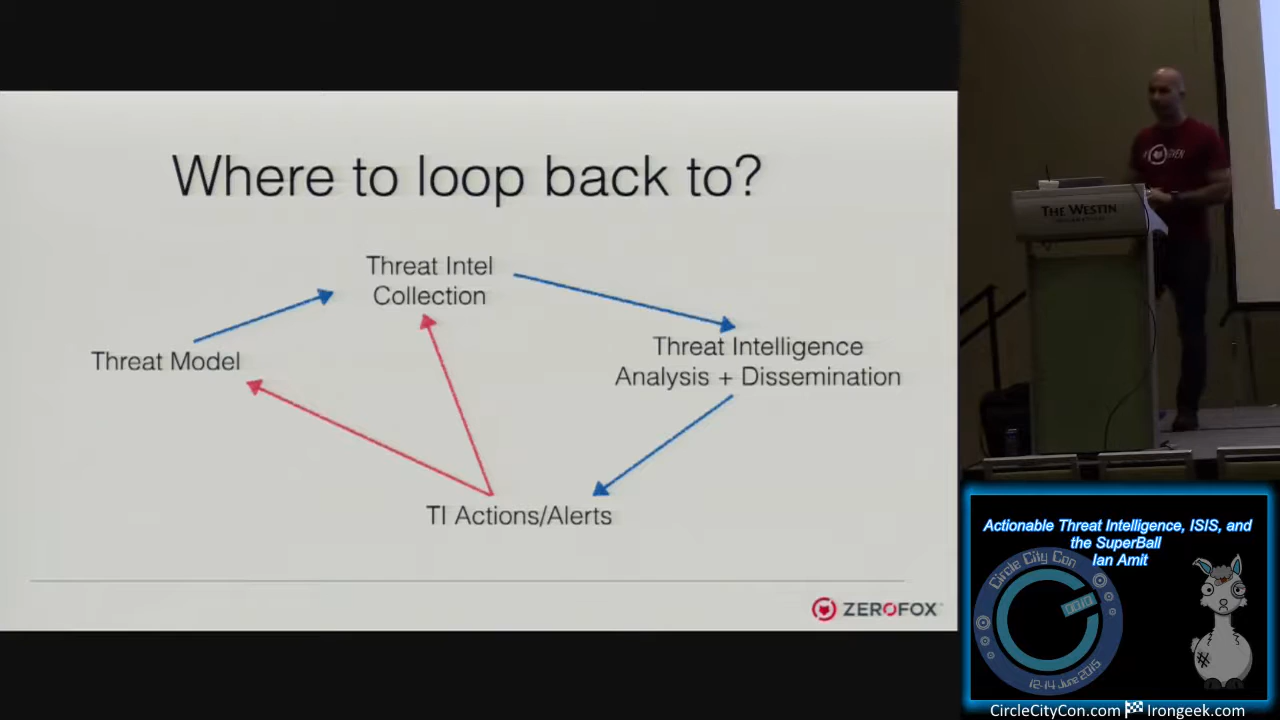 Where to loop back to?
Threat Intel
Collection
Threat Model
Threat Intelligence
Analysis + Dissemination
TI Actions/Alerts
ZEROFOX
THE WESTIN
Actionable Threat Intelligence, ISIS, and
the SuperBall
Ian Amit
Circle City Con
12-14 June 2015
CircleCityCon.com Irongeek.com